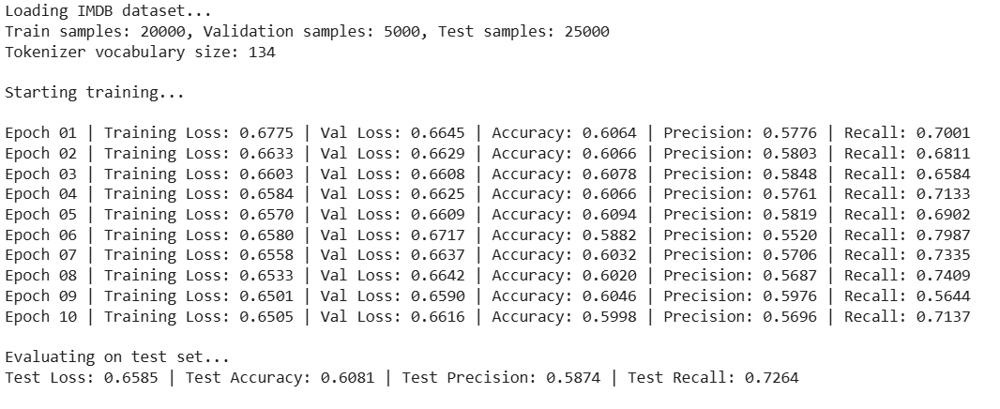 Loading IMDB dataset...
Train samples: 20000, Validation samples: 5000, Test samples: 25000
Tokenizer vocabulary size: 134
Starting training...
Epoch 01 | Training Loss: 0.6775 | Val Loss: 0.6645 | Accuracy: 0.6064 | Precision: 0.5776 | Recall: 0.7001
Epoch 02 | Training Loss: 0.6633 | Val Loss: 0.6629 | Accuracy: 0.6066 | Precision: 0.5803 | Recall: 0.6811
Epoch 03 | Training Loss: 0.6603 | Val Loss: 0.6608 | Accuracy: 0.6078 | Precision: 0.5848 | Recall: 0.6584
Epoch 04 | Training Loss: 0.6584 | Val Loss: 0.6625 | Accuracy: 0.6066 | Precision: 0.5761 | Recall: 0.7133
Epoch 05 | Training Loss: 0.6570 | Val Loss: 0.6609 | Accuracy: 0.6094 | Precision: 0.5819 | Recall: 0.6902
Epoch 06 | Training Loss: 0.6580 | Val Loss: 0.6717 | Accuracy: 0.5882 | Precision: 0.5520 | Recall: 0.7987
Epoch 07 | Training Loss: 0.6558 | Val Loss: 0.6637 | Accuracy: 0.6032 | Precision: 0.5706 | Recall: 0.7335
Epoch 08 | Training Loss: 0.6533 | Val Loss: 0.6642 | Accuracy: 0.6020 | Precision: 0.5687 | Recall: 0.7409
Epoch 09 | Training Loss: 0.6501 | Val Loss: 0.6590 | Accuracy: 0.6046 | Precision: 0.5976 | Recall: 0.5644
Epoch 10 | Training Loss: 0.6505 | Val Loss: 0.6616 | Accuracy: 0.5998 | Precision: 0.5696 | Recall: 0.7137
Evaluating on test set...
Test Loss: 0.6585 | Test Accuracy: 0.6081 | Test Precision: 0.5874 | Test Recall: 0.7264